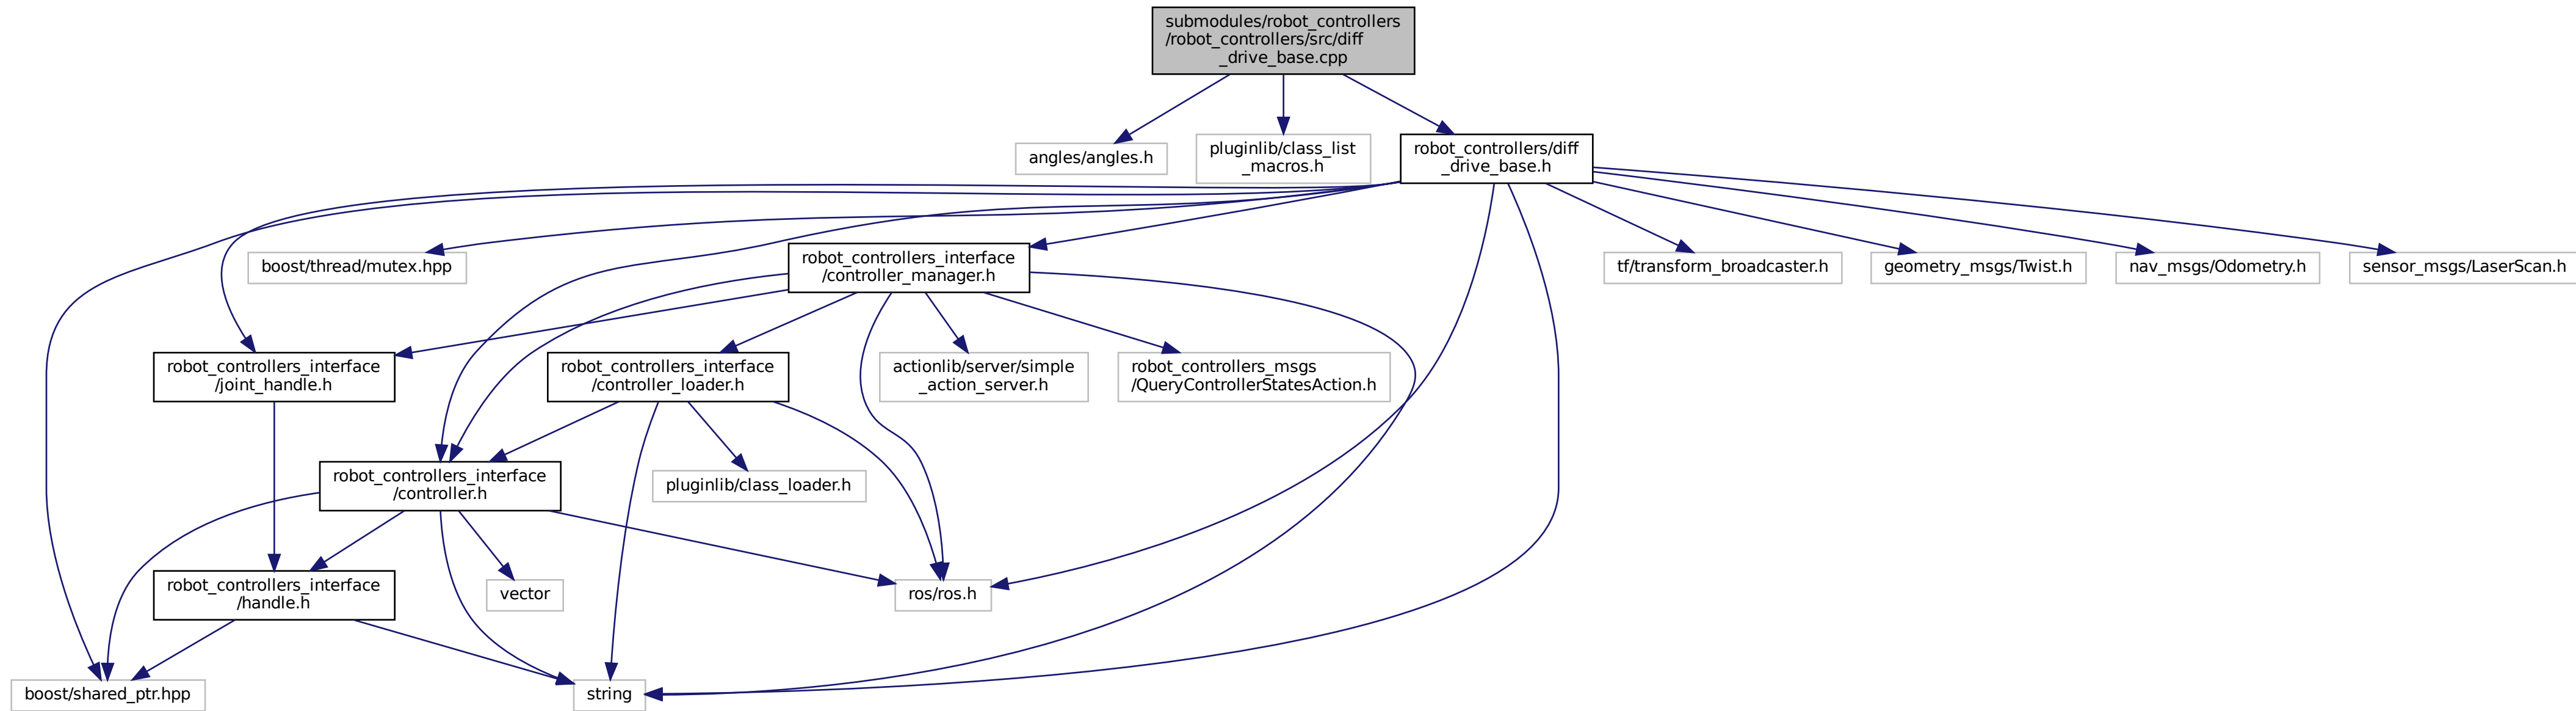 submodules/robot_controllers
/robot_controllers/src/diff
_drive_base.cpp
angles/angles.h
pluginlib/class_list
_macros.h
robot_controllers/diff
_drive_base.h
boost/thread/mutex.hpp
robot_controllers_interface
/controller_manager.h
tf/transform_broadcaster.h
geometry_msgs/Twist.h
nav_msgs/Odometry.h
sensor_msgs/LaserScan.h
robot_controllers_interface
/joint_handle.h
robot_controllers_interface
/controller_loader.h
actionlib/server/simple
_action_server.h
robot_controllers_msgs
/QueryControllerStatesAction.h
robot_controllers_interface
/controller.h
pluginlib/class_loader.h
robot_controllers_interface
/handle.h
vector
ros/ros.h
boost/shared_ptr.hpp
string